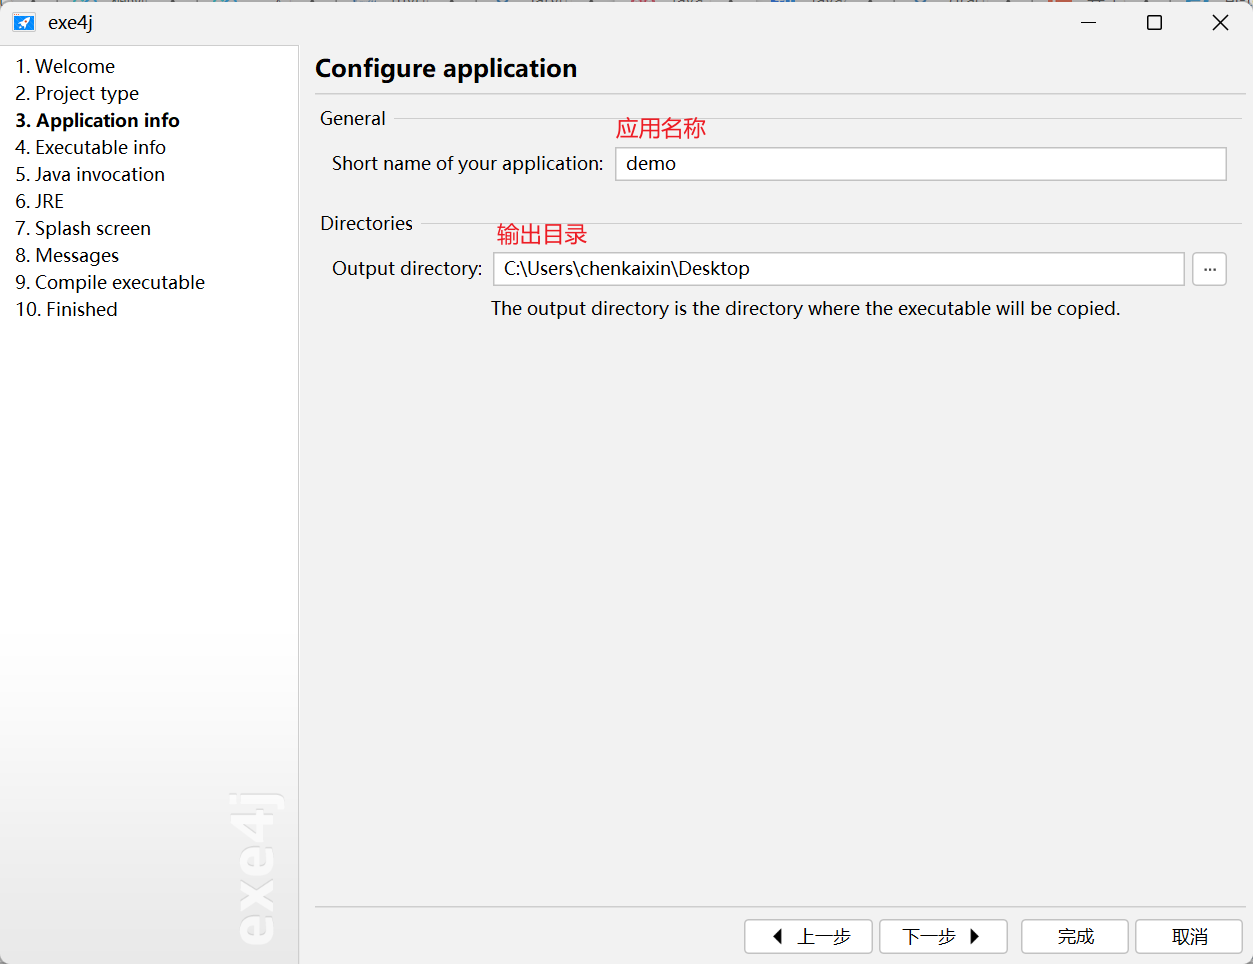 exe4j
1. Welcome
2. Project type
3. Application info
4. Executable info
5. Java invocation
6. JRE
7. Splash screen
8. Messages
9. Compile executable
10. Finished
exe4j
Configure application
General
应用名称
Short name of your application: demo
Directories
输出目录
Output directory: C:\Users\chenkaixin\Desktop ...
The output directory is the directory where the executable will be copied.
上一步 下一步 完成 取消